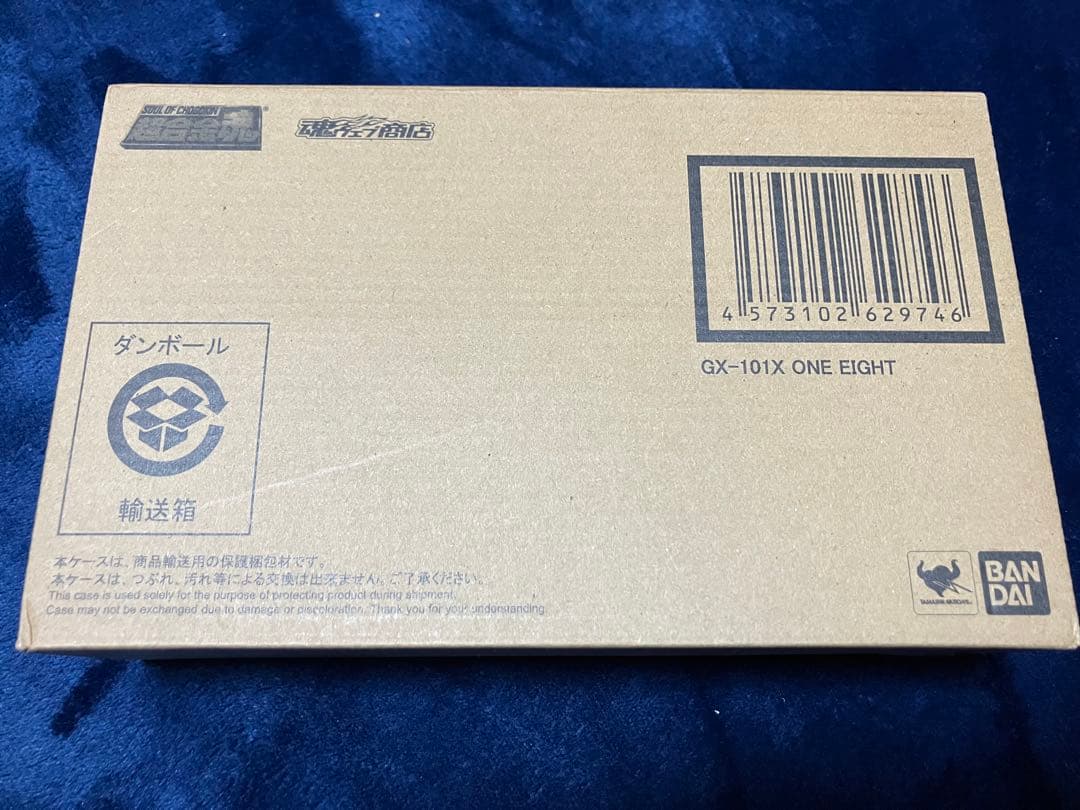 SOUL OF CHOGOKIN
超合金魂
魂ウェブ商店
4 573102 629746
GX-101X ONE EIGHT
ダンボール
輸送箱
本ケースは、商品輸送用の保護梱包材です。
本ケースは、つぶれ、汚れ等による交換は出来ません。ご了承ください。
This case is used solely for the purpose of protecting product during shipment.
Case may not be exchanged due to damage or discoloration. Thank you for your understanding.
TAMASHII NATIONS
BAN
DAI